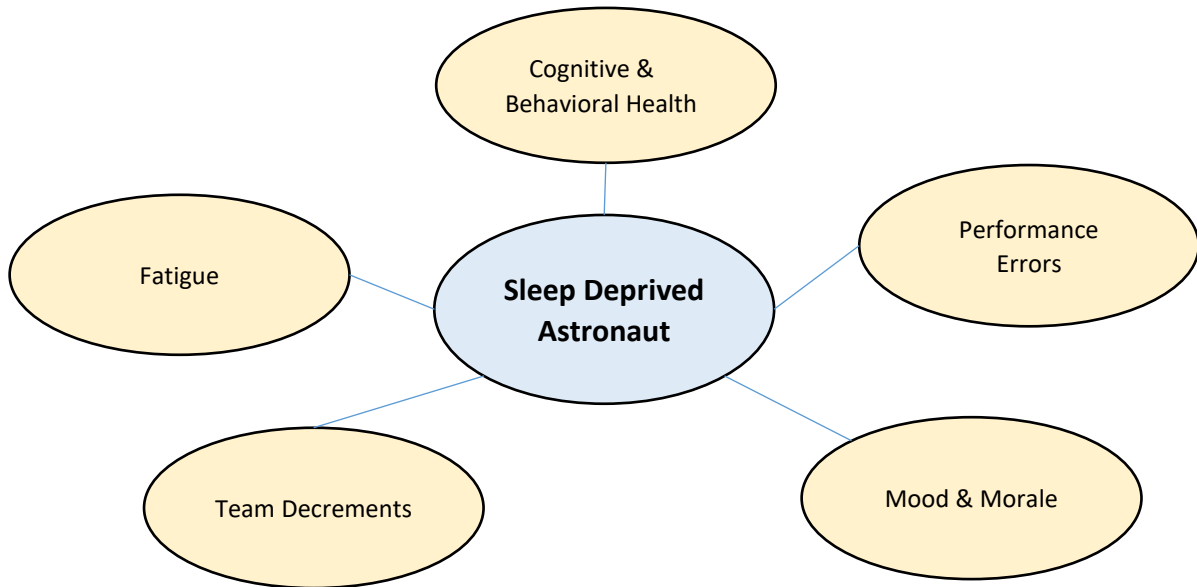 Cognitive &
Behavioral Health
Performance
Errors
Fatigue
Sleep Deprived
Astronaut
Team Decrements
Mood & Morale